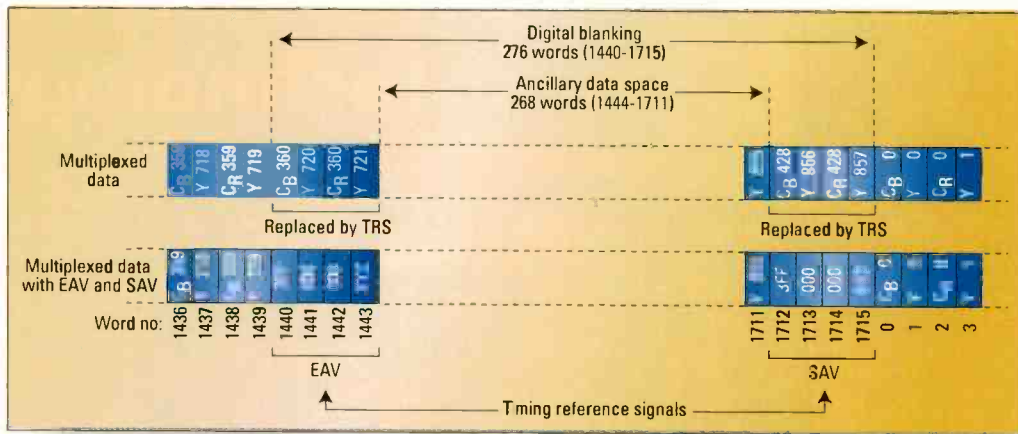 Digital blanking
276 words (1440-1715)
Ancillary data space
268 words (1444-1711)
Multiplexed
data
CB 359
Y 718
CR 359
Y 719
CB 360
Y 720
CR 360
Y 721
Y
CB 428
Y 856
CR 428
Y 857
CB 0
Y 0
CR 0
Y 1
Replaced by TRS
Replaced by TRS
Multiplexed data
with EAV and SAV
3FF
000
000
Word no:
1436
1437
1438
1439
1440
1441
1442
1443
1711
1712
1713
1714
1715
0
1
2
3
EAV
SAV
Timing reference signals